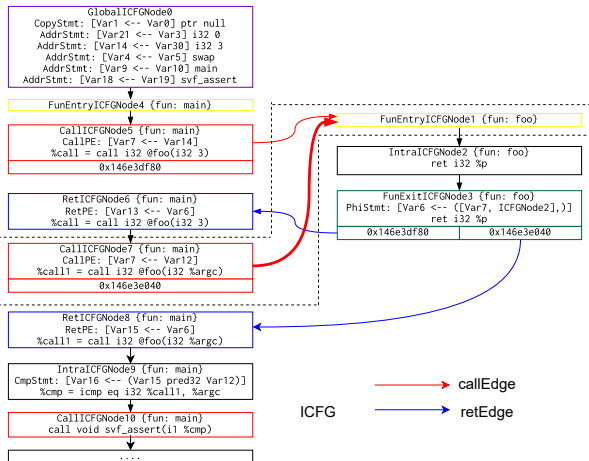 GlobalICFGNode0
CopyStmt: [Var1 <-- Var0] ptr null
AddrStmt: [Var21 <-- Var3] i32 0
AddrStmt: [Var14 <-- Var30] i32 3
AddrStmt: [Var4 <-- Var5] swap
AddrStmt: [Var9 <-- Var10] main
AddrStmt: [Var18 <-- Var19] svf_assert
FunEntryICFGNode4 {fun: main}
CallICFGNode5 {fun: main}
CallPE: [Var7 <-- Var14]
%call = call i32 @foo(i32 3)
0x146e3df80
RetICFGNode6 {fun: main}
RetPE: [Var13 <-- Var6]
%call = call i32 @foo(i32 3)
CallICFGNode7 {fun: main}
CallPE: [Var7 <-- Var12]
%call1 = call i32 @foo(i32 %argc)
0x146e3e040
RetICFGNode8 {fun: main}
RetPE: [Var15 <-- Var6]
%call1 = call i32 @foo(i32 %argc)
IntraICFGNode9 {fun: main}
CmpStmt: [Var16 <-- (Var15 pred32 Var12)]
%cmp = icmp eq i32 %call1, %argc
CallICFGNode10 {fun: main}
call void svf_assert(i1 %cmp)
....
FunEntryICFGNode1 {fun: foo}
IntraICFGNode2 {fun: foo}
ret i32 %p
FunExitICFGNode3 {fun: foo}
PhiStmt: [Var6 <-- ([Var7, ICFGNode2],)]
ret i32 %p
0x146e3df80 0x146e3e040
ICFG
callEdge
retEdge